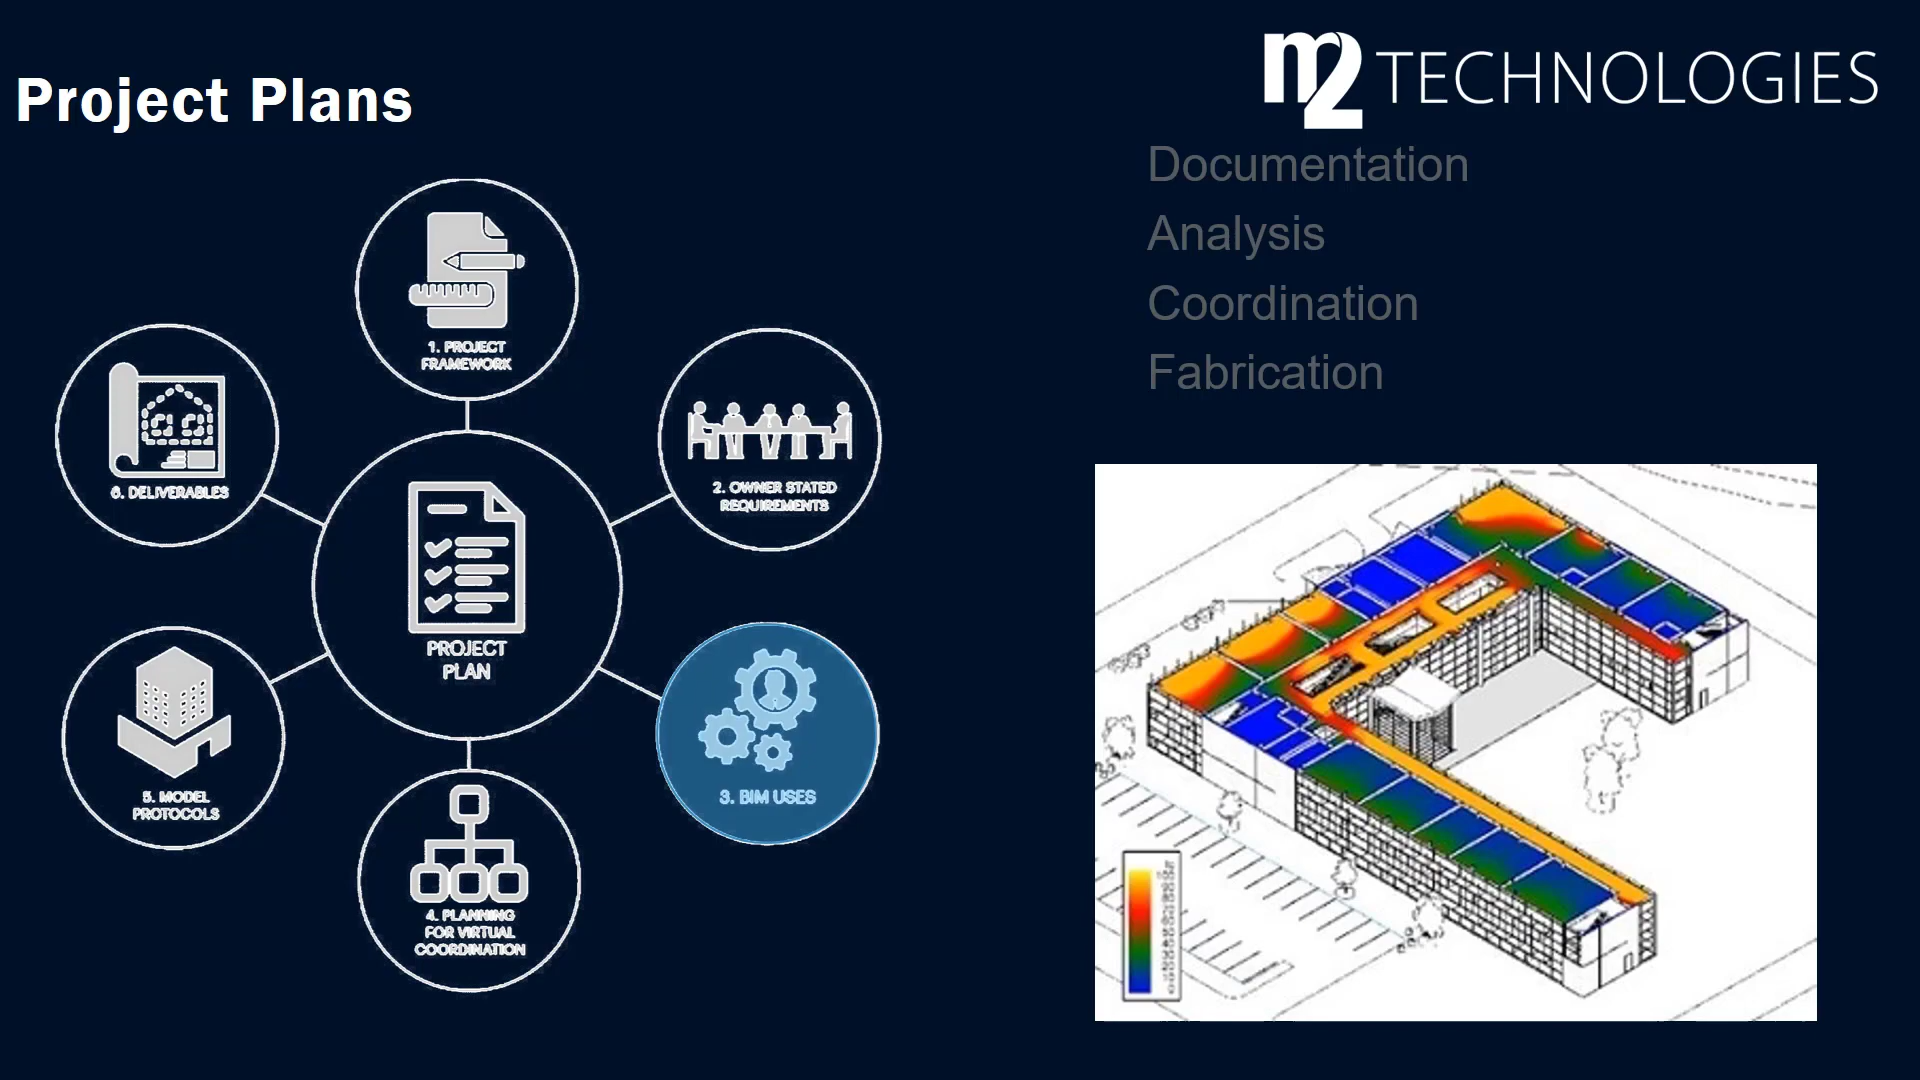 Project Plans
m2 TECHNOLOGIES
Documentation
Analysis
Coordination
Fabrication
1. PROJECT
FRAMEWORK
2. OWNER STATED
REQUIREMENTS
3. BIM USES
4. PLANNING
FOR VIRTUAL
COORDINATION
5. MODEL
PROTOCOLS
6. DELIVERABLES
PROJECT
PLAN